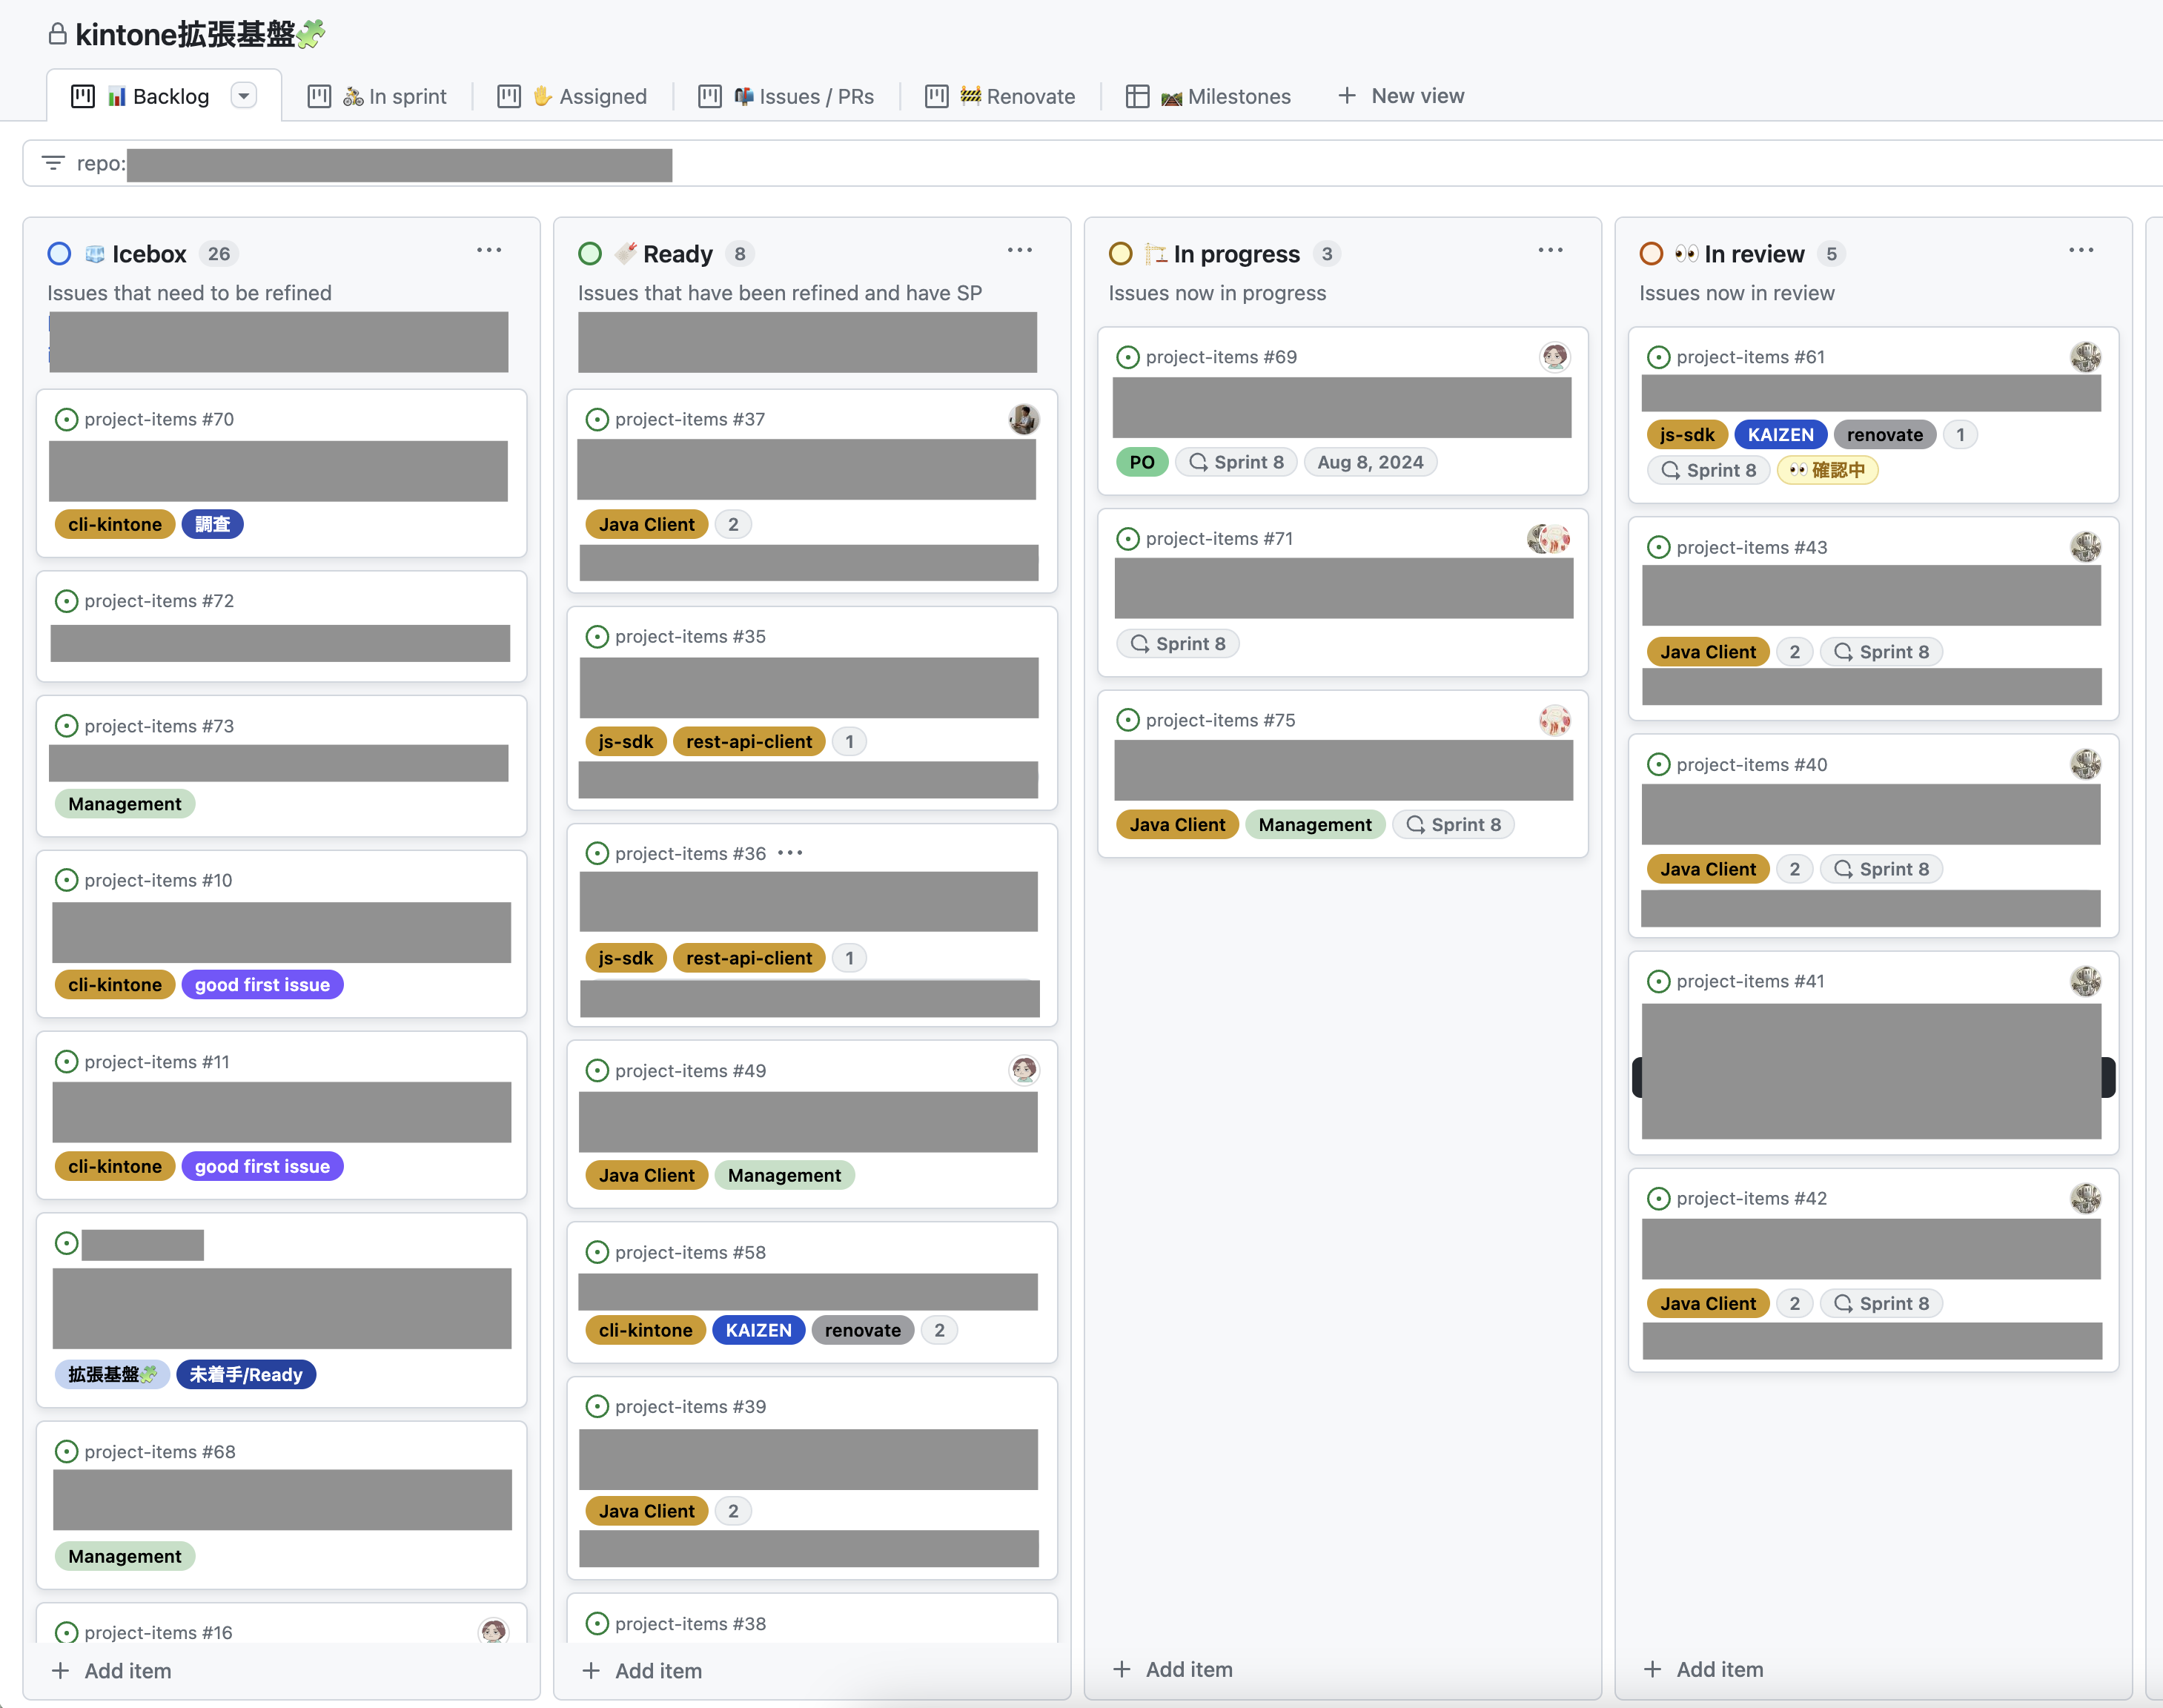 kintone拡張基盤🧩
📊 Backlog
🚴 In sprint
✋ Assigned
📬 Issues / PRs
🚧 Renovate
🛤️ Milestones
+ New view
repo:
🧊 Icebox 26
Issues that need to be refined
project-items #70
cli-kintone 調査
project-items #72
project-items #73
Management
project-items #10
cli-kintone good first issue
project-items #11
cli-kintone good first issue
拡張基盤🧩 未着手/Ready
project-items #68
Management
project-items #16
+ Add item
Ready 8
Issues that have been refined and have SP
project-items #37
Java Client 2
project-items #35
js-sdk rest-api-client 1
project-items #36 ···
js-sdk rest-api-client 1
project-items #49
Java Client Management
project-items #58
cli-kintone KAIZEN renovate 2
project-items #39
Java Client 2
project-items #38
+ Add item
🏗️ In progress 3
Issues now in progress
project-items #69
PO Sprint 8 Aug 8, 2024
project-items #71
Sprint 8
project-items #75
Java Client Management Sprint 8
+ Add item
👀 In review 5
Issues now in review
project-items #61
js-sdk KAIZEN renovate 1
Sprint 8 👀 確認中
project-items #43
Java Client 2 Sprint 8
project-items #40
Java Client 2 Sprint 8
project-items #41
project-items #42
Java Client 2 Sprint 8
+ Add item